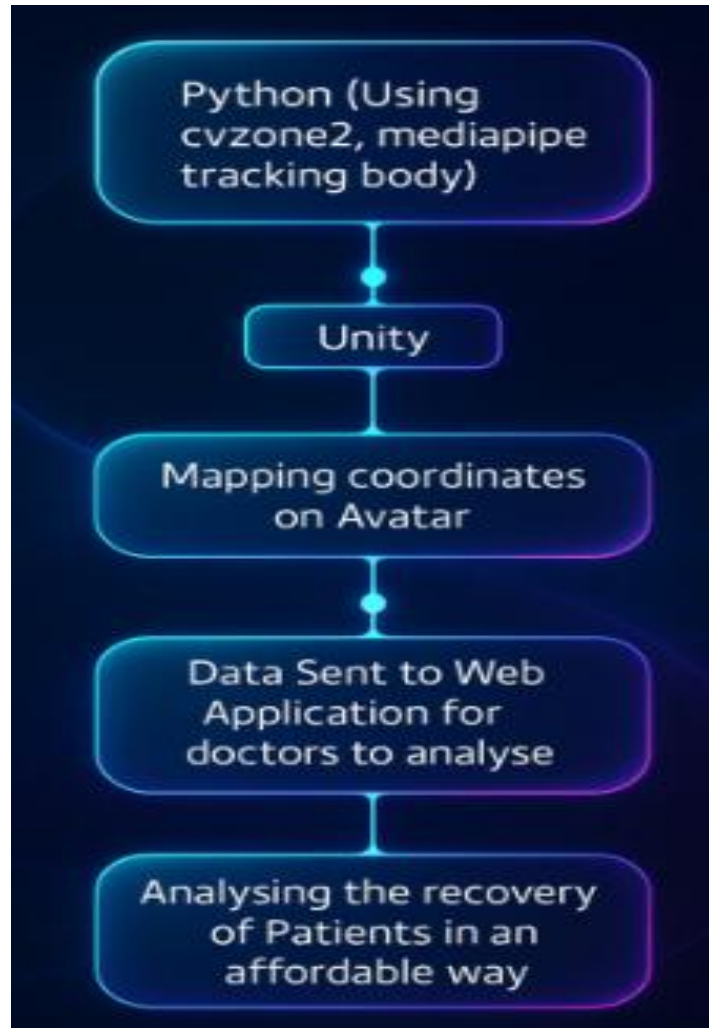 Python (Using
cvzone2, mediapipe
tracking body)
Unity
Mapping coordinates
on Avatar
Data Sent to Web
Application for
doctors to analyse
Analysing the recovery
of Patients in an
affordable way